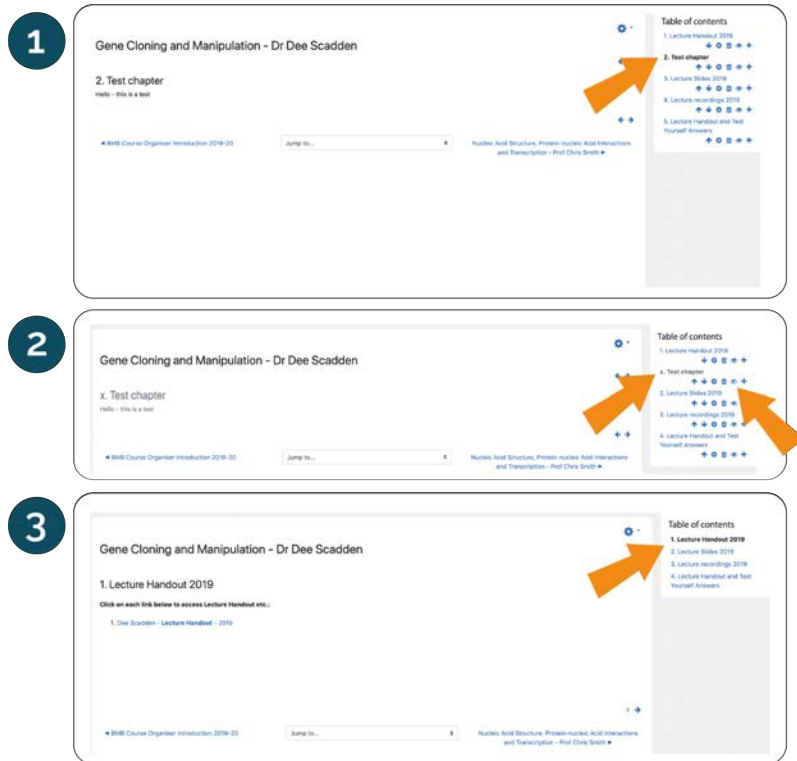 1
Gene Cloning and Manipulation - Dr Dee Scadden
2. Test chapter
Hello - this is a test
◄ BMB Course Organiser Introduction 2019-20
Jump to...
Nucleic Acid Structure, Protein-nucleic Acid Interactions
and Transcription - Prof Chris Smith ►
Table of contents
1. Lecture Handout 2019
2. Test chapter
3. Lecture Slides 2019
4. Lecture recordings 2019
5. Lecture Handout and Test
Yourself Answers
2
Gene Cloning and Manipulation - Dr Dee Scadden
x. Test chapter
Hello - this is a test
◄ BMB Course Organiser Introduction 2019-20
Jump to...
Nucleic Acid Structure, Protein-nucleic Acid Interactions
and Transcription - Prof Chris Smith ►
Table of contents
1. Lecture Handout 2019
x. Test chapter
2. Lecture Slides 2019
3. Lecture recordings 2019
4. Lecture Handout and Test
Yourself Answers
3
Gene Cloning and Manipulation - Dr Dee Scadden
1. Lecture Handout 2019
Click on each link below to access Lecture Handout etc.:
1. Dee Scadden - Lecture Handout - 2019
◄ BMB Course Organiser Introduction 2019-20
Jump to...
Nucleic Acid Structure, Protein-nucleic Acid Interactions
and Transcription - Prof Chris Smith ►
Table of contents
1. Lecture Handout 2019
2. Lecture Slides 2019
3. Lecture recordings 2019
4. Lecture Handout and Test
Yourself Answers